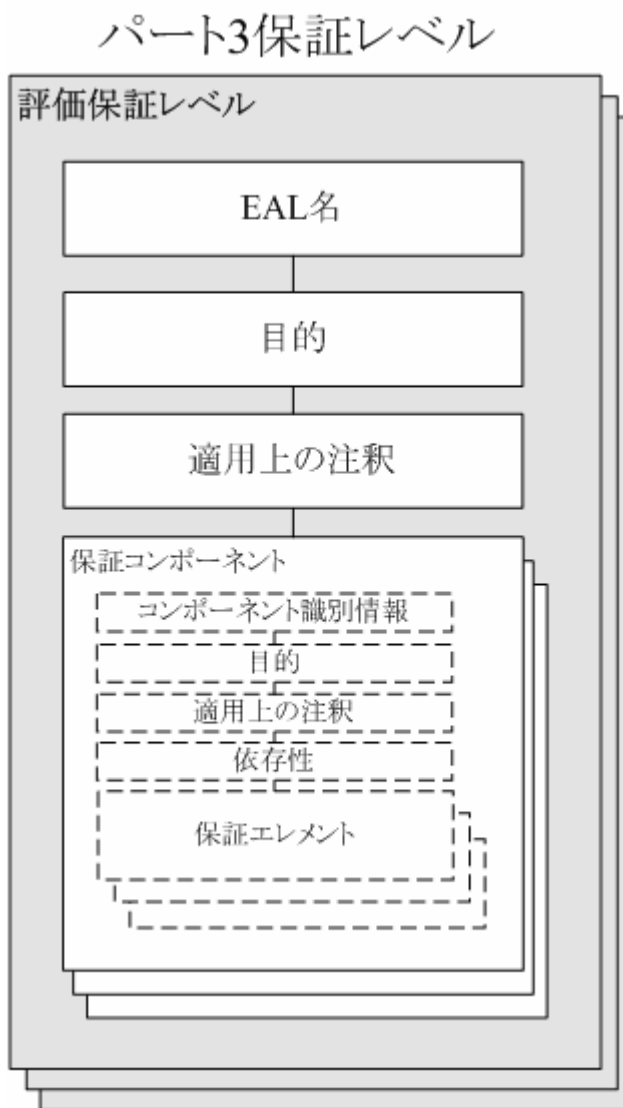 パート3保証レベル
評価保証レベル
EAL名
目的
適用上の注釈
保証コンポーネント
コンポーネント識別情報
目的
適用上の注釈
依存性
保証エレメント